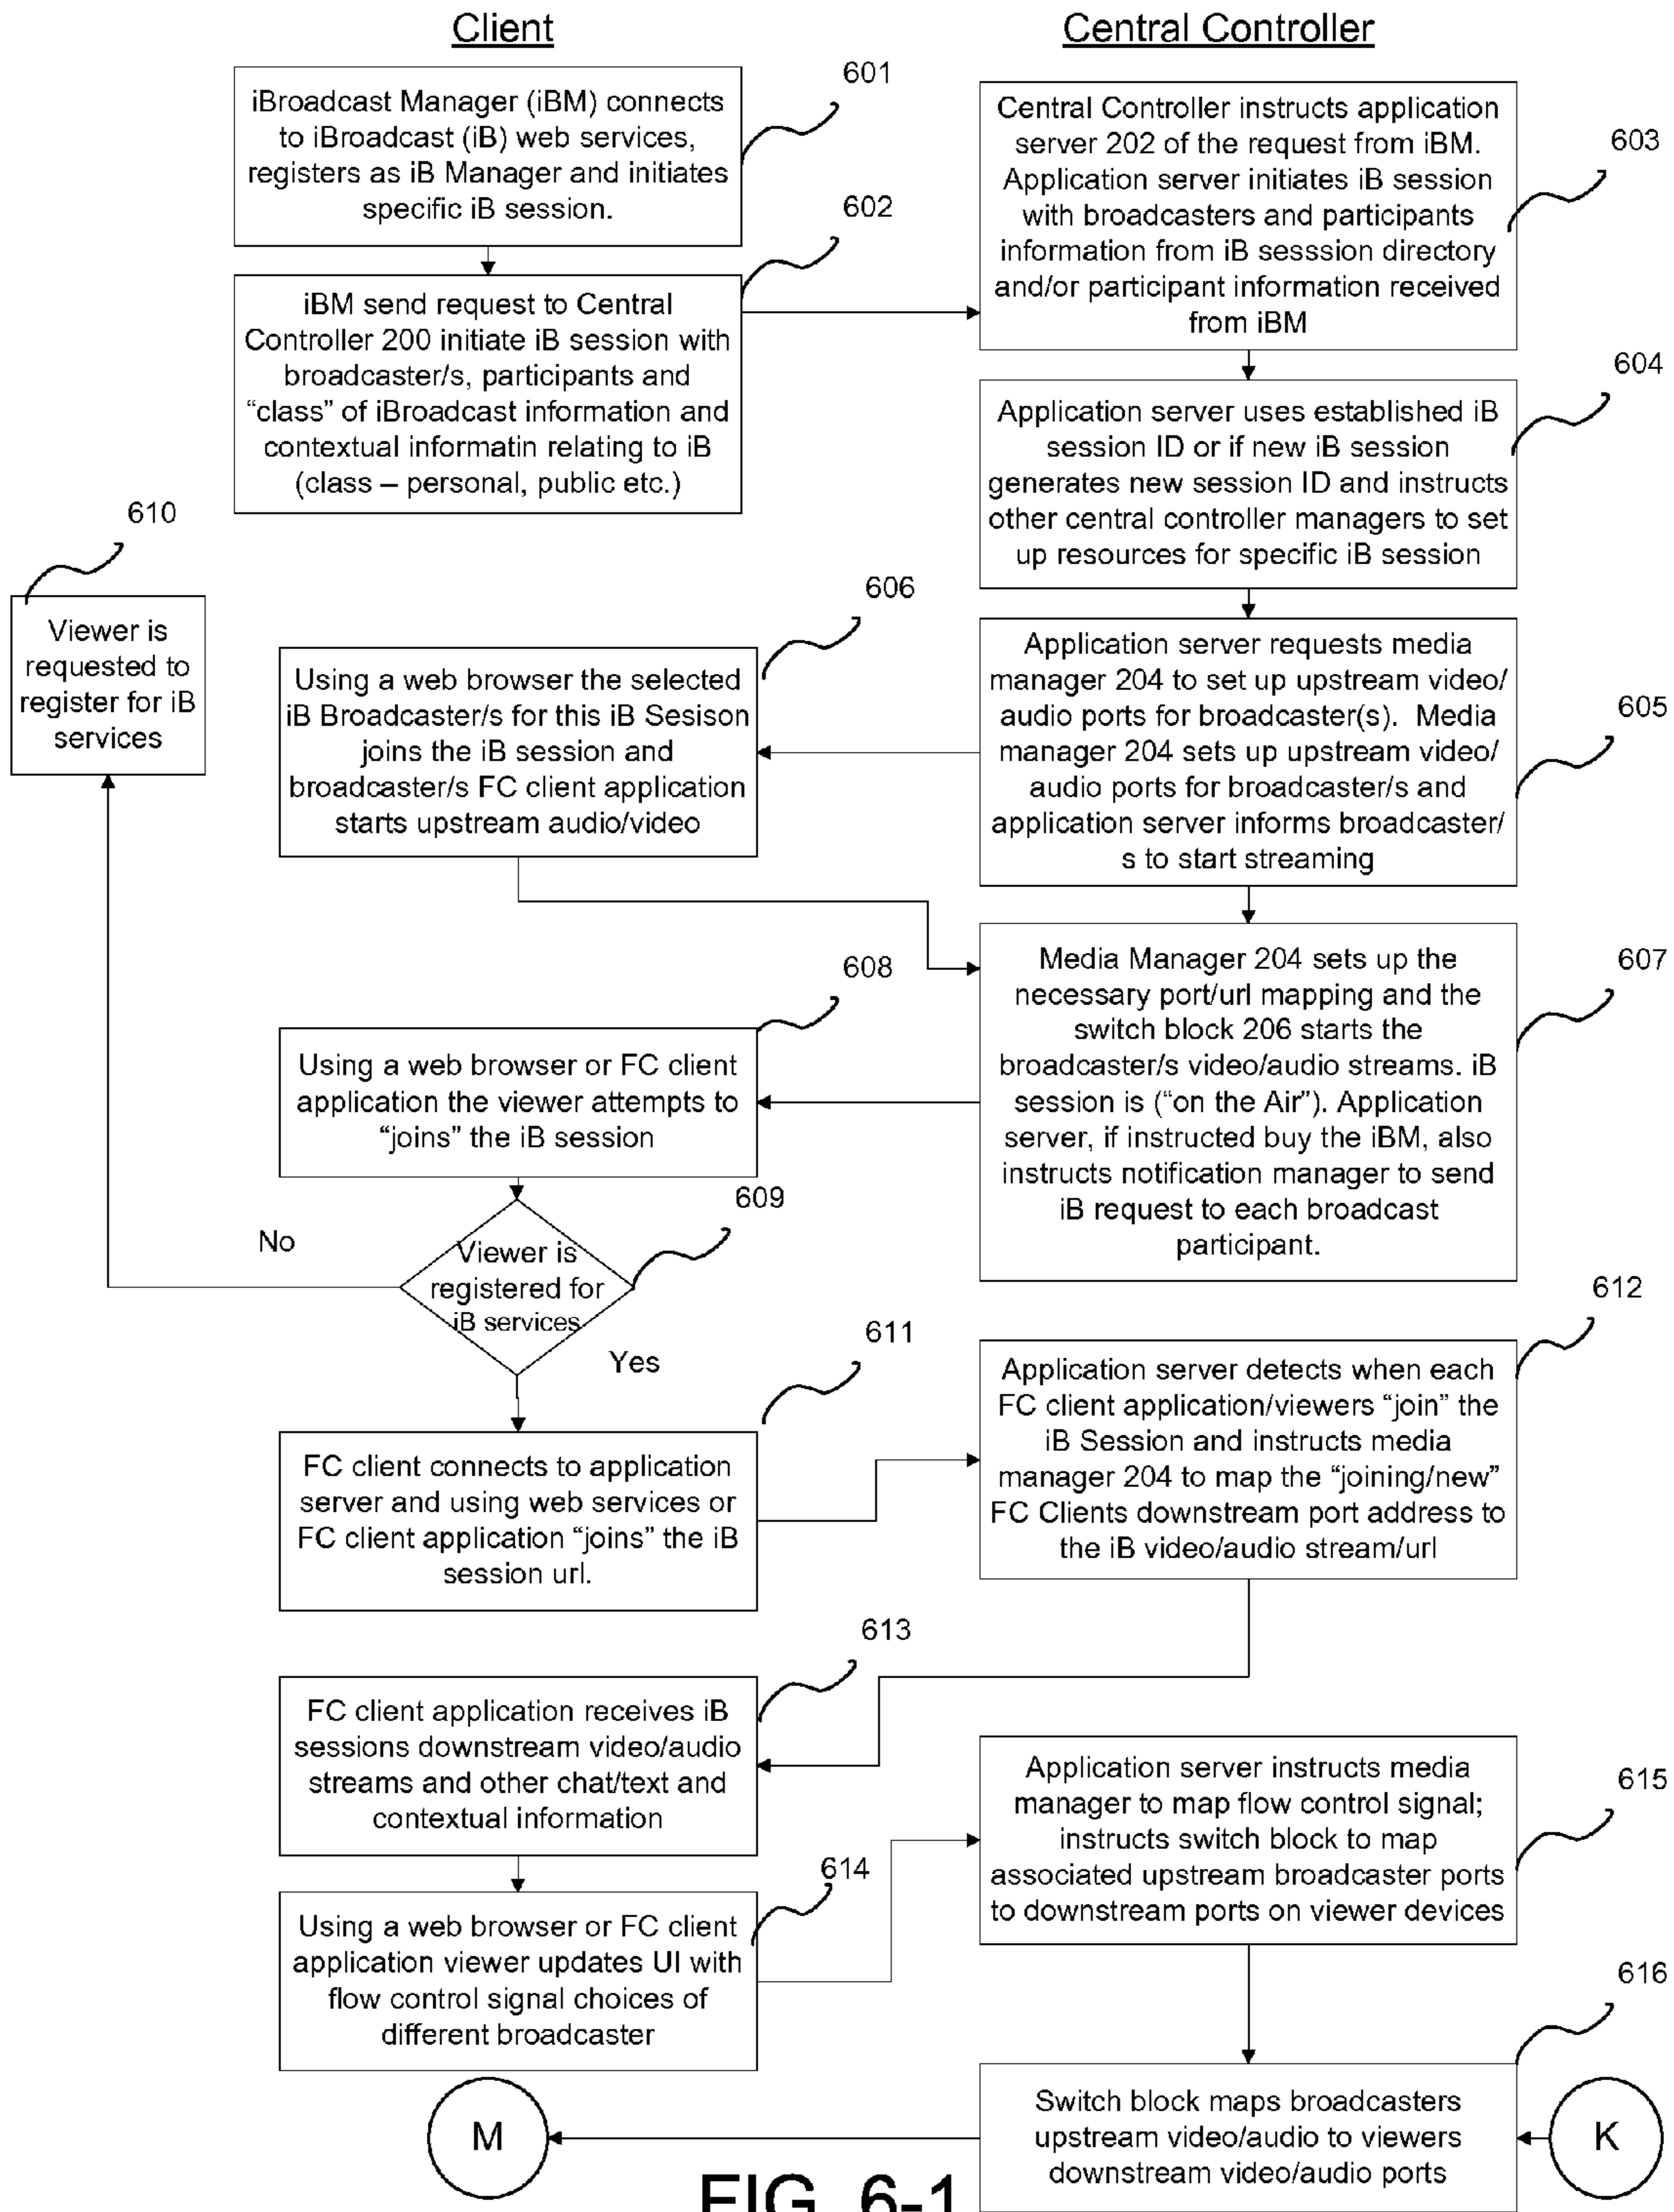 Client
Central Controller
601
iBroadcast Manager (iBM) connects
to iBroadcast (iB) web services,
registers as iB Manager and initiates
specific iB session.
602
iBM send request to Central
Controller 200 initiate iB session with
broadcaster/s, participants and
“class” of iBroadcast information and
contextual informatin relating to iB
(class – personal, public etc.)
603
Central Controller instructs application
server 202 of the request from iBM.
Application server initiates iB session
with broadcasters and participants
information from iB sesssion directory
and/or participant information received
from iBM
604
Application server uses established iB
session ID or if new iB session
generates new session ID and instructs
other central controller managers to set
up resources for specific iB session
610
Viewer is
requested to
register for iB
services
606
Using a web browser the selected
iB Broadcaster/s for this iB Sesison
joins the iB session and
broadcaster/s FC client application
starts upstream audio/video
605
Application server requests media
manager 204 to set up upstream video/
audio ports for broadcaster(s). Media
manager 204 sets up upstream video/
audio ports for broadcaster/s and
application server informs broadcaster/
s to start streaming
607
Media Manager 204 sets up the
necessary port/url mapping and the
switch block 206 starts the
broadcaster/s video/audio streams. iB
session is (“on the Air”). Application
server, if instructed buy the iBM, also
instructs notification manager to send
iB request to each broadcast
participant.
608
Using a web browser or FC client
application the viewer attempts to
“joins” the iB session
609
No
Viewer is
registered for
iB services
Yes
611
FC client connects to application
server and using web services or
FC client application “joins” the iB
session url.
612
Application server detects when each
FC client application/viewers “join” the
iB Session and instructs media
manager 204 to map the “joining/new”
FC Clients downstream port address to
the iB video/audio stream/url
613
FC client application receives iB
sessions downstream video/audio
streams and other chat/text and
contextual information
614
Using a web browser or FC client
application viewer updates UI with
flow control signal choices of
different broadcaster
615
Application server instructs media
manager to map flow control signal;
instructs switch block to map
associated upstream broadcaster ports
to downstream ports on viewer devices
616
Switch block maps broadcasters
upstream video/audio to viewers
downstream video/audio ports
M
K
FIG. 6-1